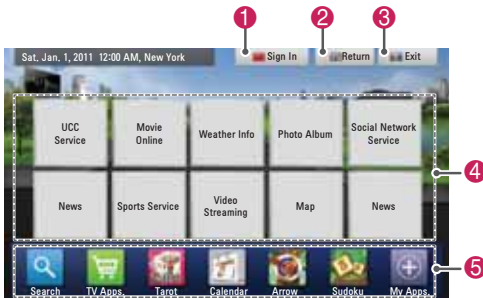 1 2 3
Sat. Jan. 1, 2011 12:00 AM, New York Sign In Return Exit
UCC Service Movie Online Weather Info Photo Album Social Network Service
4
News Sports Service Video Streaming Map News
5
Search TV Apps. Tarot Calendar Arrow Sudoku My Apps.